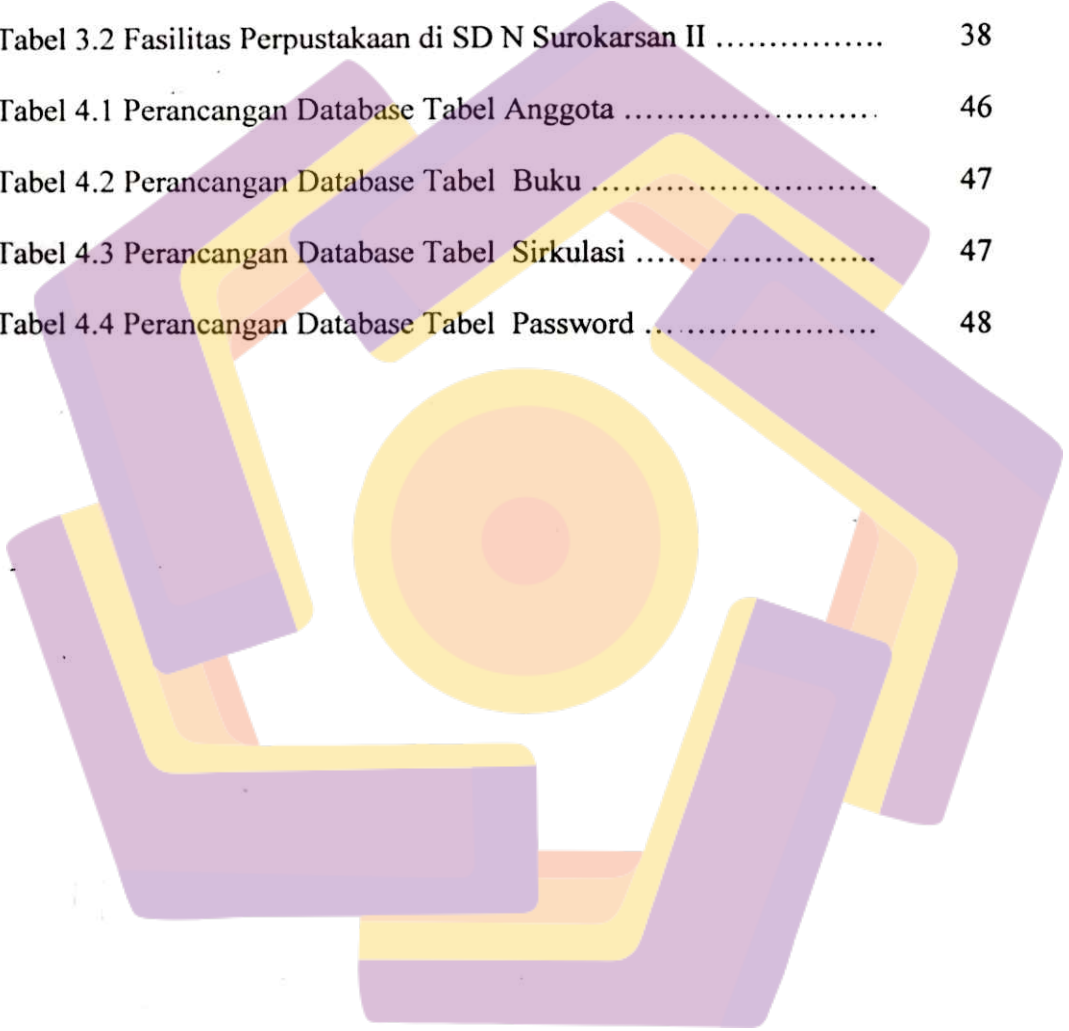 Tabel 3.2 Fasilitas Perpustakaan di SD N Surokarsan II ................ 38
Tabel 4.1 Perancangan Database Tabel Anggota ........................ 46
Tabel 4.2 Perancangan Database Tabel Buku ........................... 47
Tabel 4.3 Perancangan Database Tabel Sirkulasi ....................... 47
Tabel 4.4 Perancangan Database Tabel Password ...................... 48